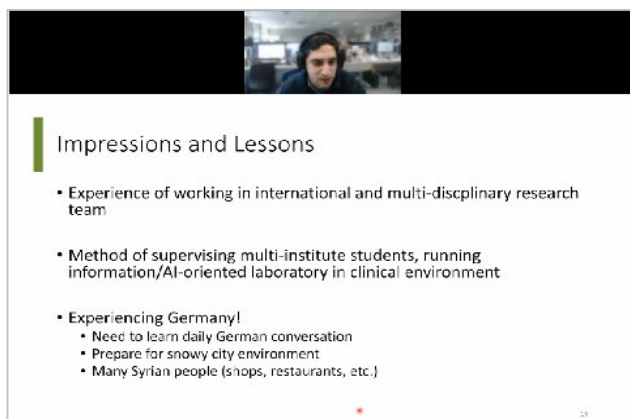 Impressions and Lessons
• Experience of working in international and multi-discplinary research
team
• Method of supervising multi-institute students, running
information/AI-oriented laboratory in clinical environment
• Experiencing Germany!
• Need to learn daily German conversation
• Prepare for snowy city environment
• Many Syrian people (shops, restaurants, etc.)